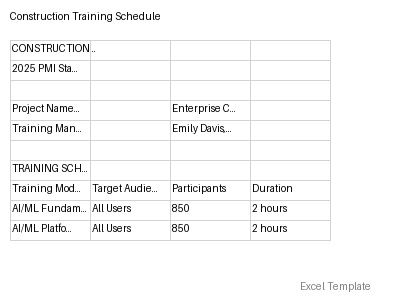 Construction Training Schedule
CONSTRUCTION...
2025 PMI Sta...
Project Name... Enterprise C...
Training Man... Emily Davis,...
TRAINING SCH...
Training Mod... Target Audie... Participants Duration
AI/ML Fundam... All Users 850 2 hours
AI/ML Platfo... All Users 850 2 hours
Excel Template